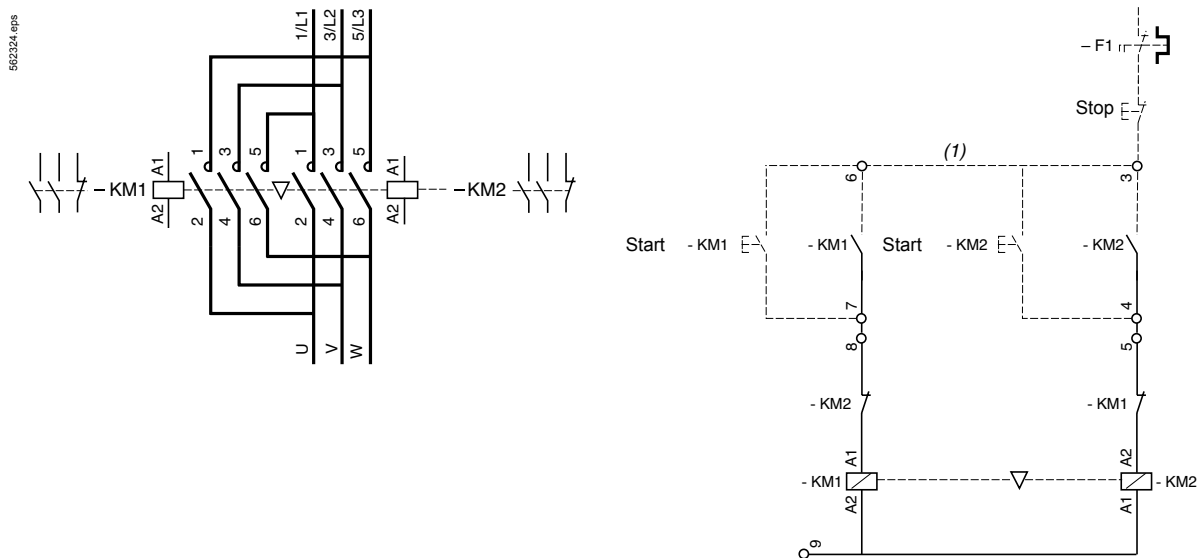 562324.eps
1/L1 3/L2 5/L3
1 3 5 1 3 5
A1 A1
– KM1 – KM2
A2 A2
2 4 6 2 4 6
U V W
– F1
Stop
(1)
6 3
Start - KM1 - KM1 Start - KM2 - KM2
7 4
8 5
- KM2 - KM1
A1 A2
- KM1 - KM2
A2 A1
9